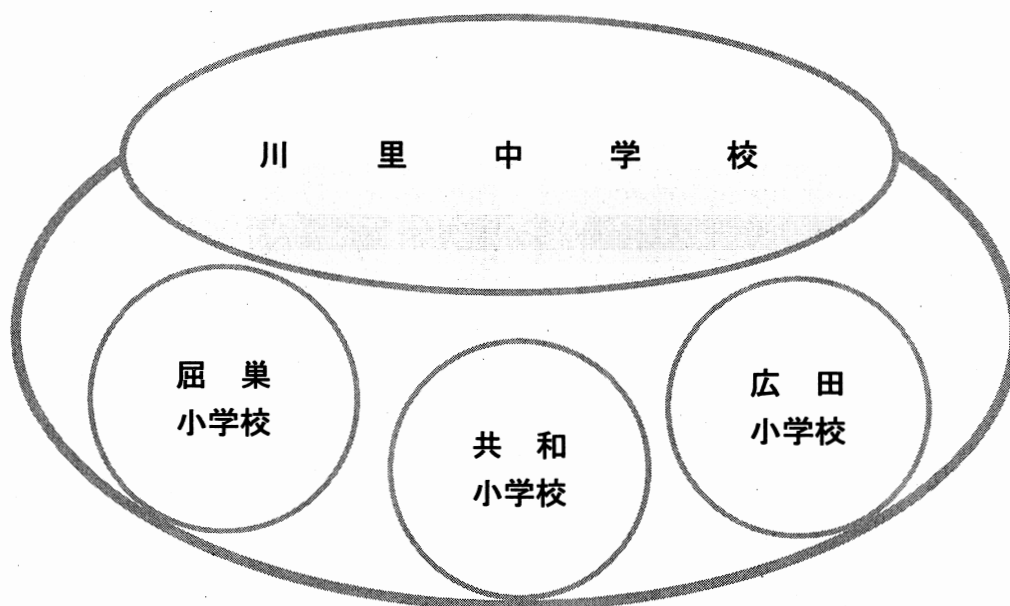 川里中学校
屈巣
小学校
共和
小学校
広田
小学校